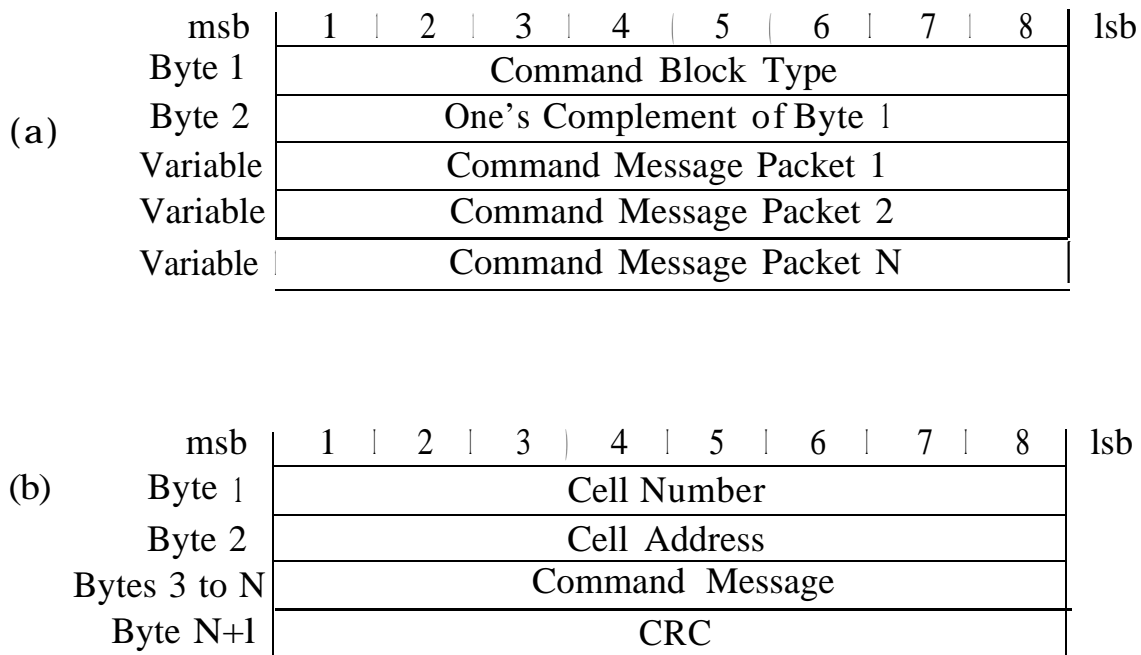 msb 1 2 3 4 5 6 7 8 lsb
Byte 1 Command Block Type
(a) Byte 2 One's Complement of Byte 1
Variable Command Message Packet 1
Variable Command Message Packet 2
Variable Command Message Packet N
msb 1 2 3 4 5 6 7 8 lsb
(b) Byte 1 Cell Number
Byte 2 Cell Address
Bytes 3 to N Command Message
Byte N+1 CRC